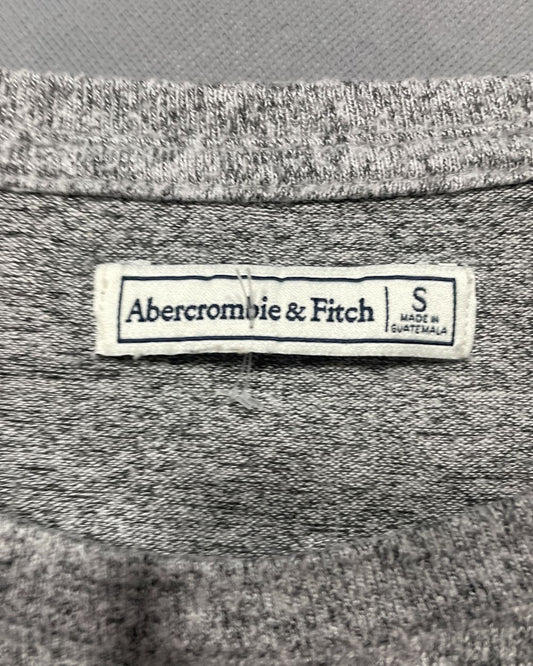 Abercrombie & Fitch
S
MADE IN
GUATEMALA